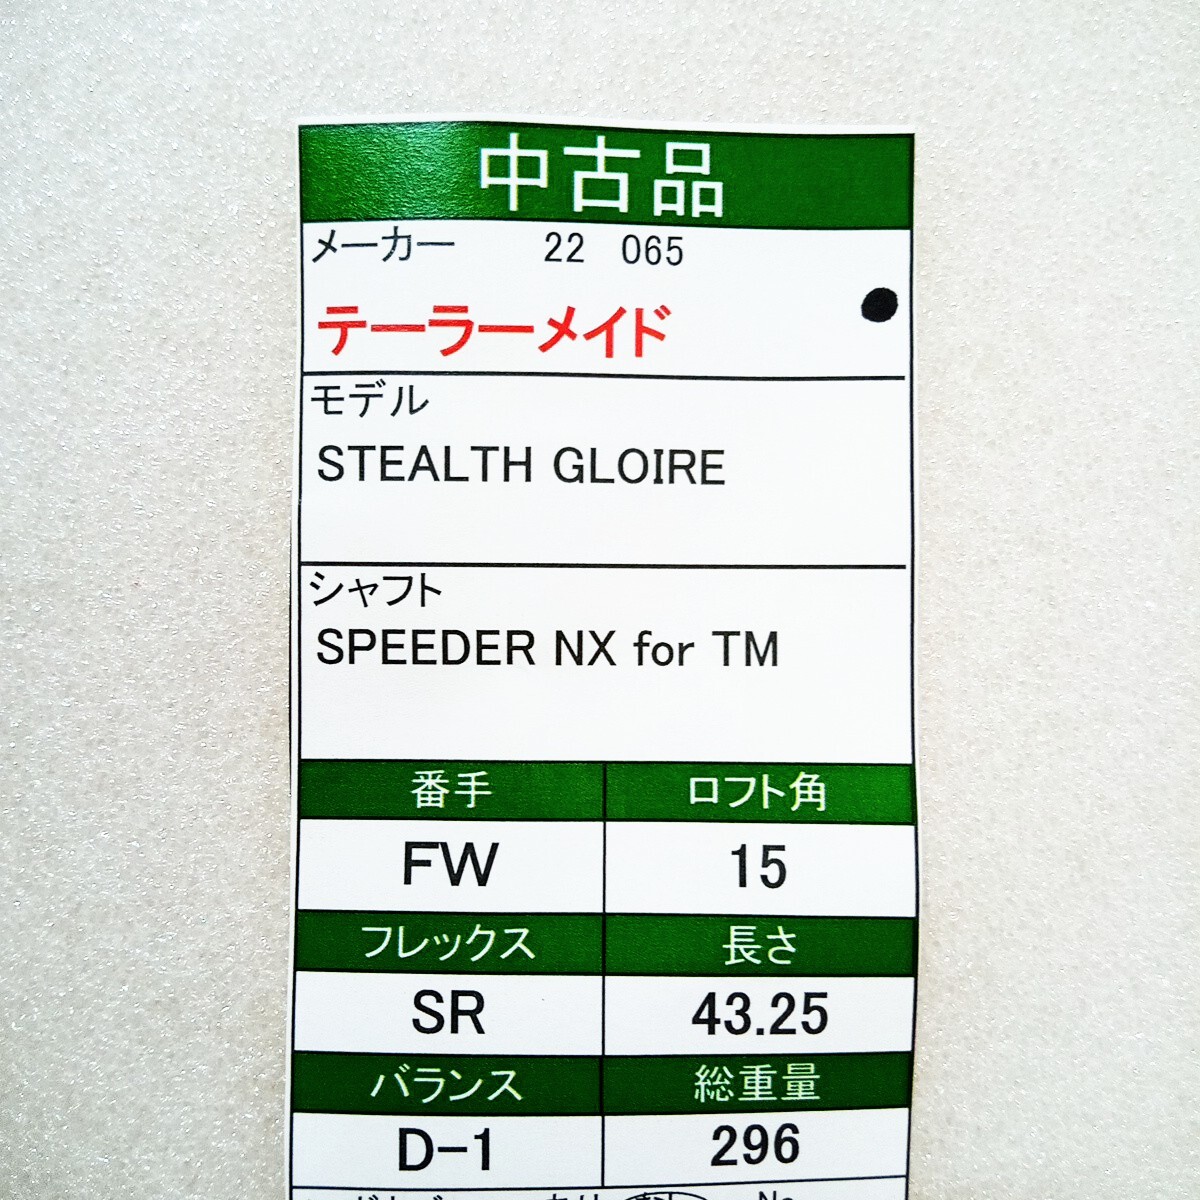 中古品
メーカー 22 065
テーラーメイド
モデル
STEALTH GLOIRE
シャフト
SPEEDER NX for TM
番手 ロフト角
FW 15
フレックス 長さ
SR 43.25
バランス 総重量
D-1 296